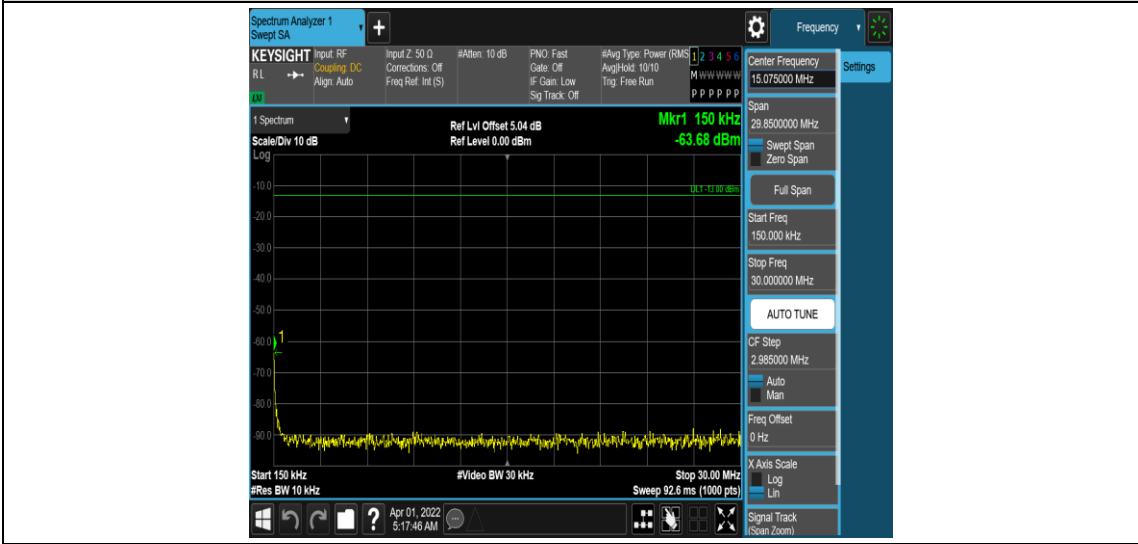 Spectrum Analyzer 1
Swept SA
+
Frequency
KEYSIGHT
RL
Input: RF
Coupling: DC
Align: Auto
Input Z: 50 Ω
Corrections: Off
Freq Ref: Int (S)
#Atten: 10 dB
PNO: Fast
Gate: Off
IF Gain: Low
Sig Track: Off
#Avg Type: Power (RMS
Avg|Hold: 10/10
Trig: Free Run
1 2 3 4 5 6
M W W W W W
P P P P P P
1 Spectrum
Scale/Div 10 dB
Log
Ref Lvl Offset 5.04 dB
Ref Level 0.00 dBm
Mkr1 150 kHz
-63.68 dBm
DL1 -13.00 dBm
-10.0
-20.0
-30.0
-40.0
-50.0
-60.0
-70.0
-80.0
-90.0
1
Start 150 kHz
#Res BW 10 kHz
#Video BW 30 kHz
Stop 30.00 MHz
Sweep 92.6 ms (1000 pts)
?
Apr 01, 2022
5:17:46 AM
Center Frequency
15.075000 MHz
Settings
Span
29.8500000 MHz
Swept Span
Zero Span
Full Span
Start Freq
150.000 kHz
Stop Freq
30.000000 MHz
AUTO TUNE
CF Step
2.985000 MHz
Auto
Man
Freq Offset
0 Hz
X Axis Scale
Log
Lin
Signal Track
(Span Zoom)